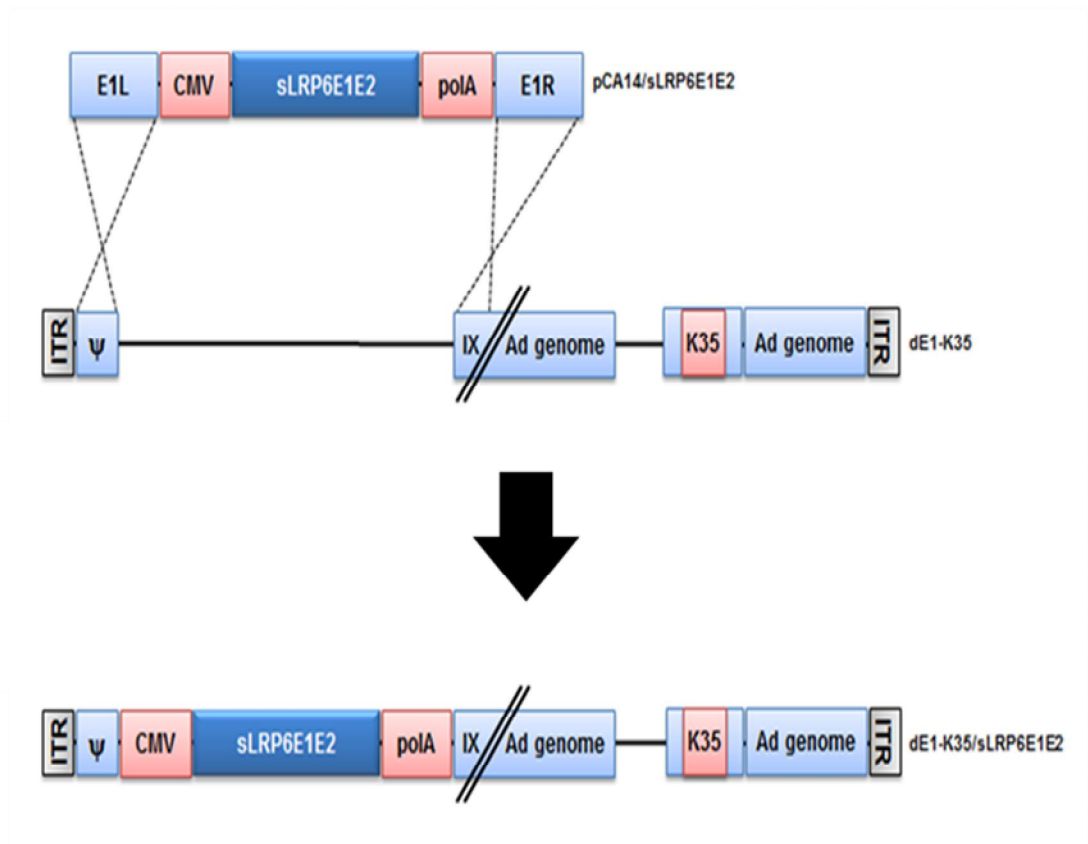 E1L CMV sLRP6E1E2 polA E1R pCA14/sLRP6E1E2
ITR ψ IX Ad genome K35 Ad genome ITR dE1-K35
ITR ψ CMV sLRP6E1E2 polA IX Ad genome K35 Ad genome ITR dE1-K35/sLRP6E1E2